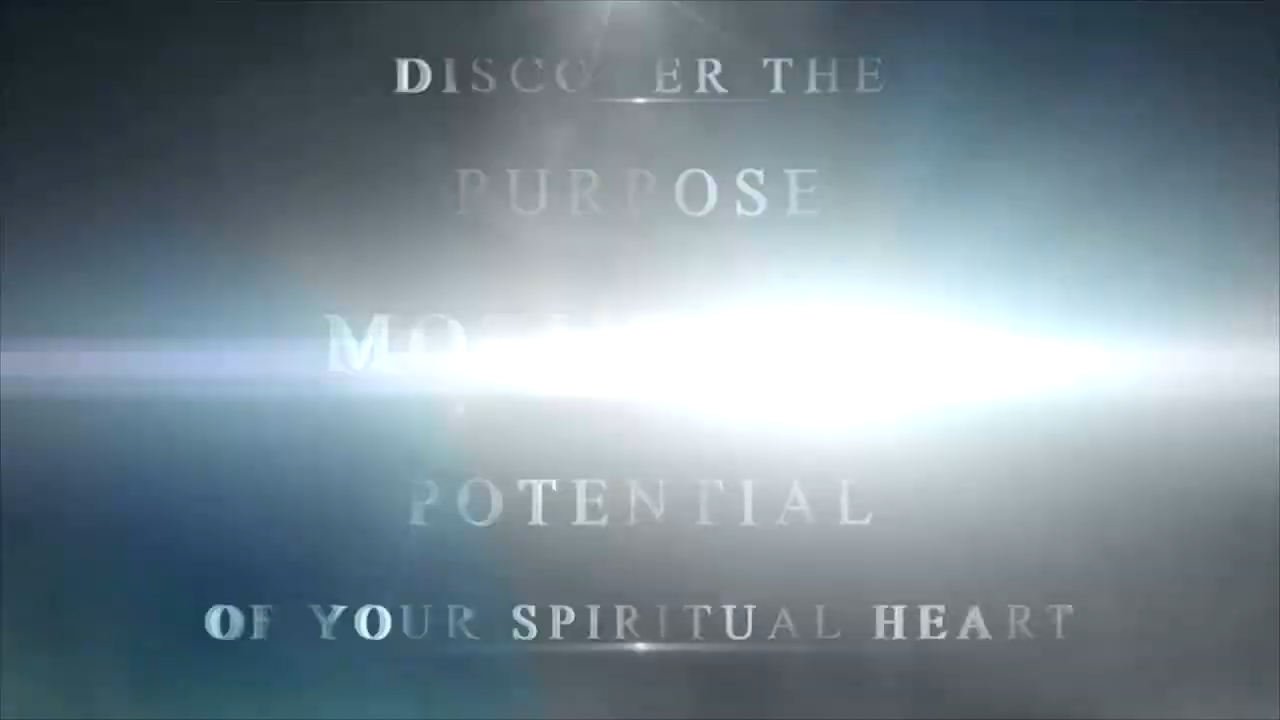 DISCOVER THE
PURPOSE
POTENTIAL
OF YOUR SPIRITUAL HEART